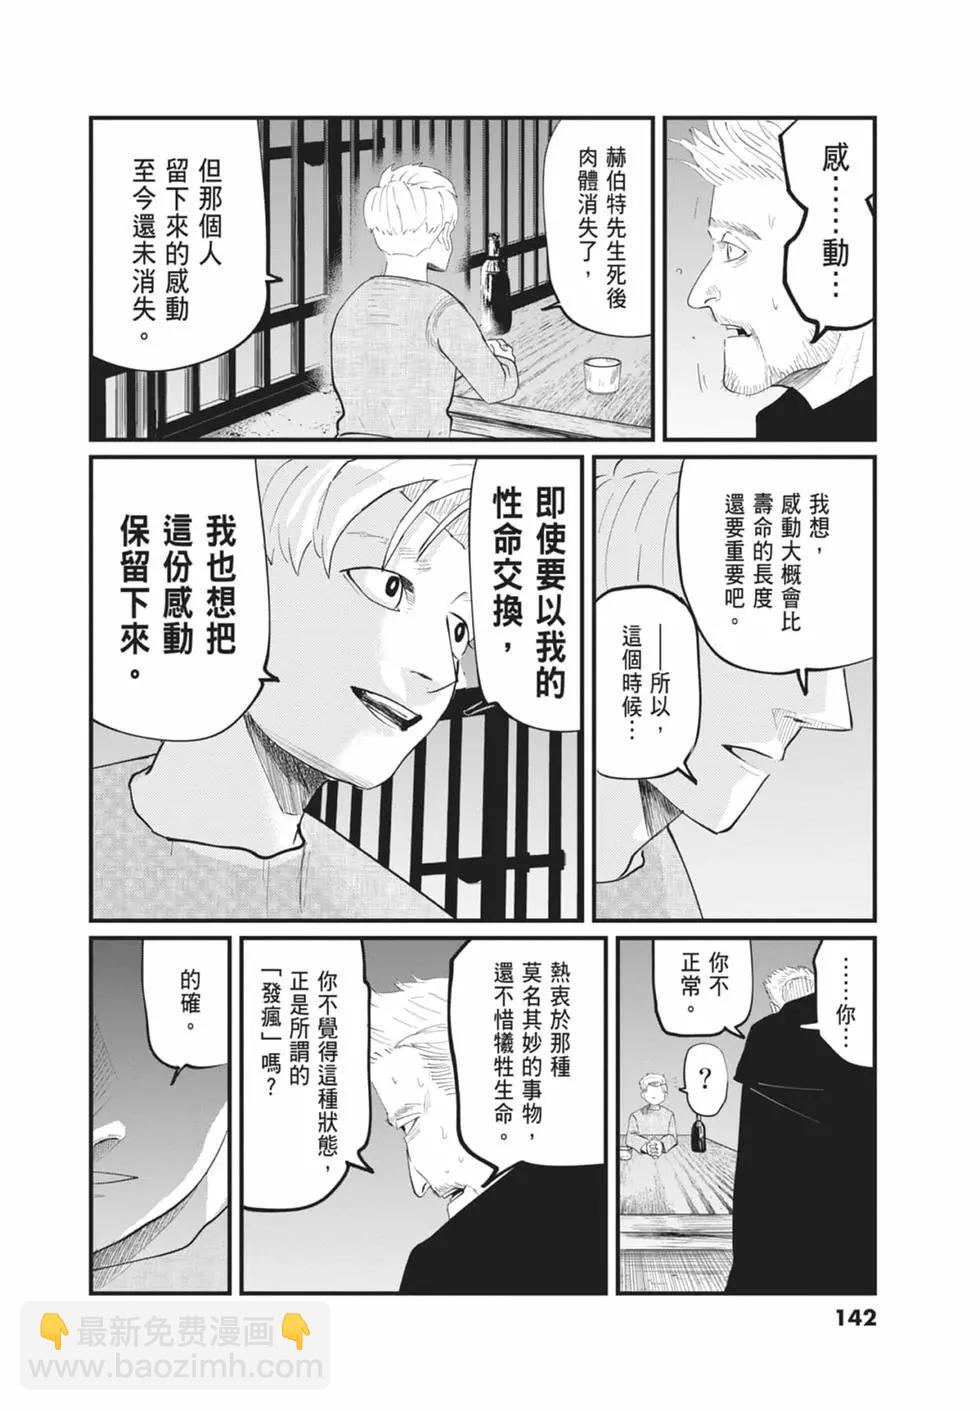 感……動…
赫伯特先生死後
肉體消失了，
但那個人
留下來的感動
至今還未消失。
我想，
感動大概會比
壽命的長度
還要重要吧。
──所以，
這個時候…
即使要以我的
性命交換，
我也想把
這份感動
保留下來。
……你…
你不
正常。
？
熱衷於那種
莫名其妙的事物，
還不惜犧牲生命。
你不覺得這種狀態，
正是所謂的
「發瘋」嗎？
的確。
142
👇最新免费漫画👇
www.baozimh.com